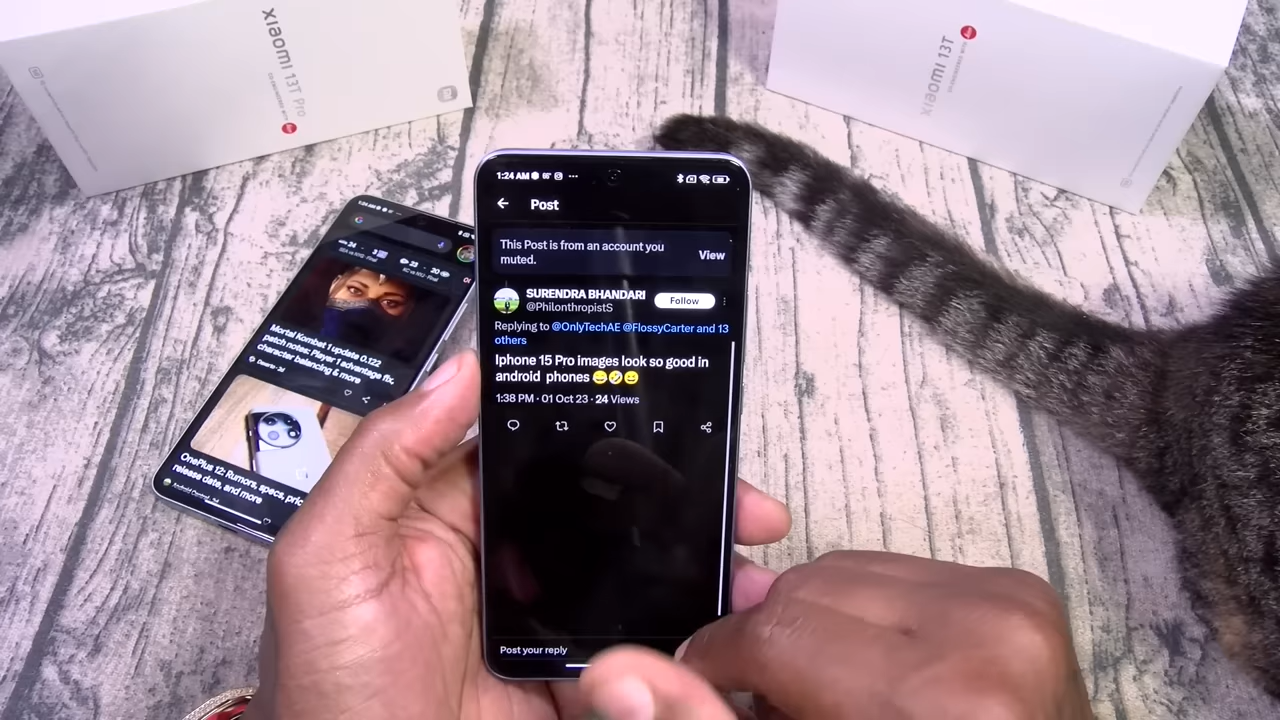 XIAOMI 13T Pro
XIAOMI 13T
1:24 AM
Post
This Post is from an account you
muted.
View
SURENDRA BHANDARI
@PhilonthropistS
Follow
Replying to @OnlyTechAE @FlossyCarter and 13
others
Iphone 15 Pro images look so good in
android phones 😄🤣😀
1:38 PM · 01 Oct 23 · 24 Views
Post your reply
Mortal Kombat 1 update 0.122
patch notes: Player 1 advantage fix,
character balancing & more
OnePlus 12: Rumors, specs,
release date, and more
Android Central